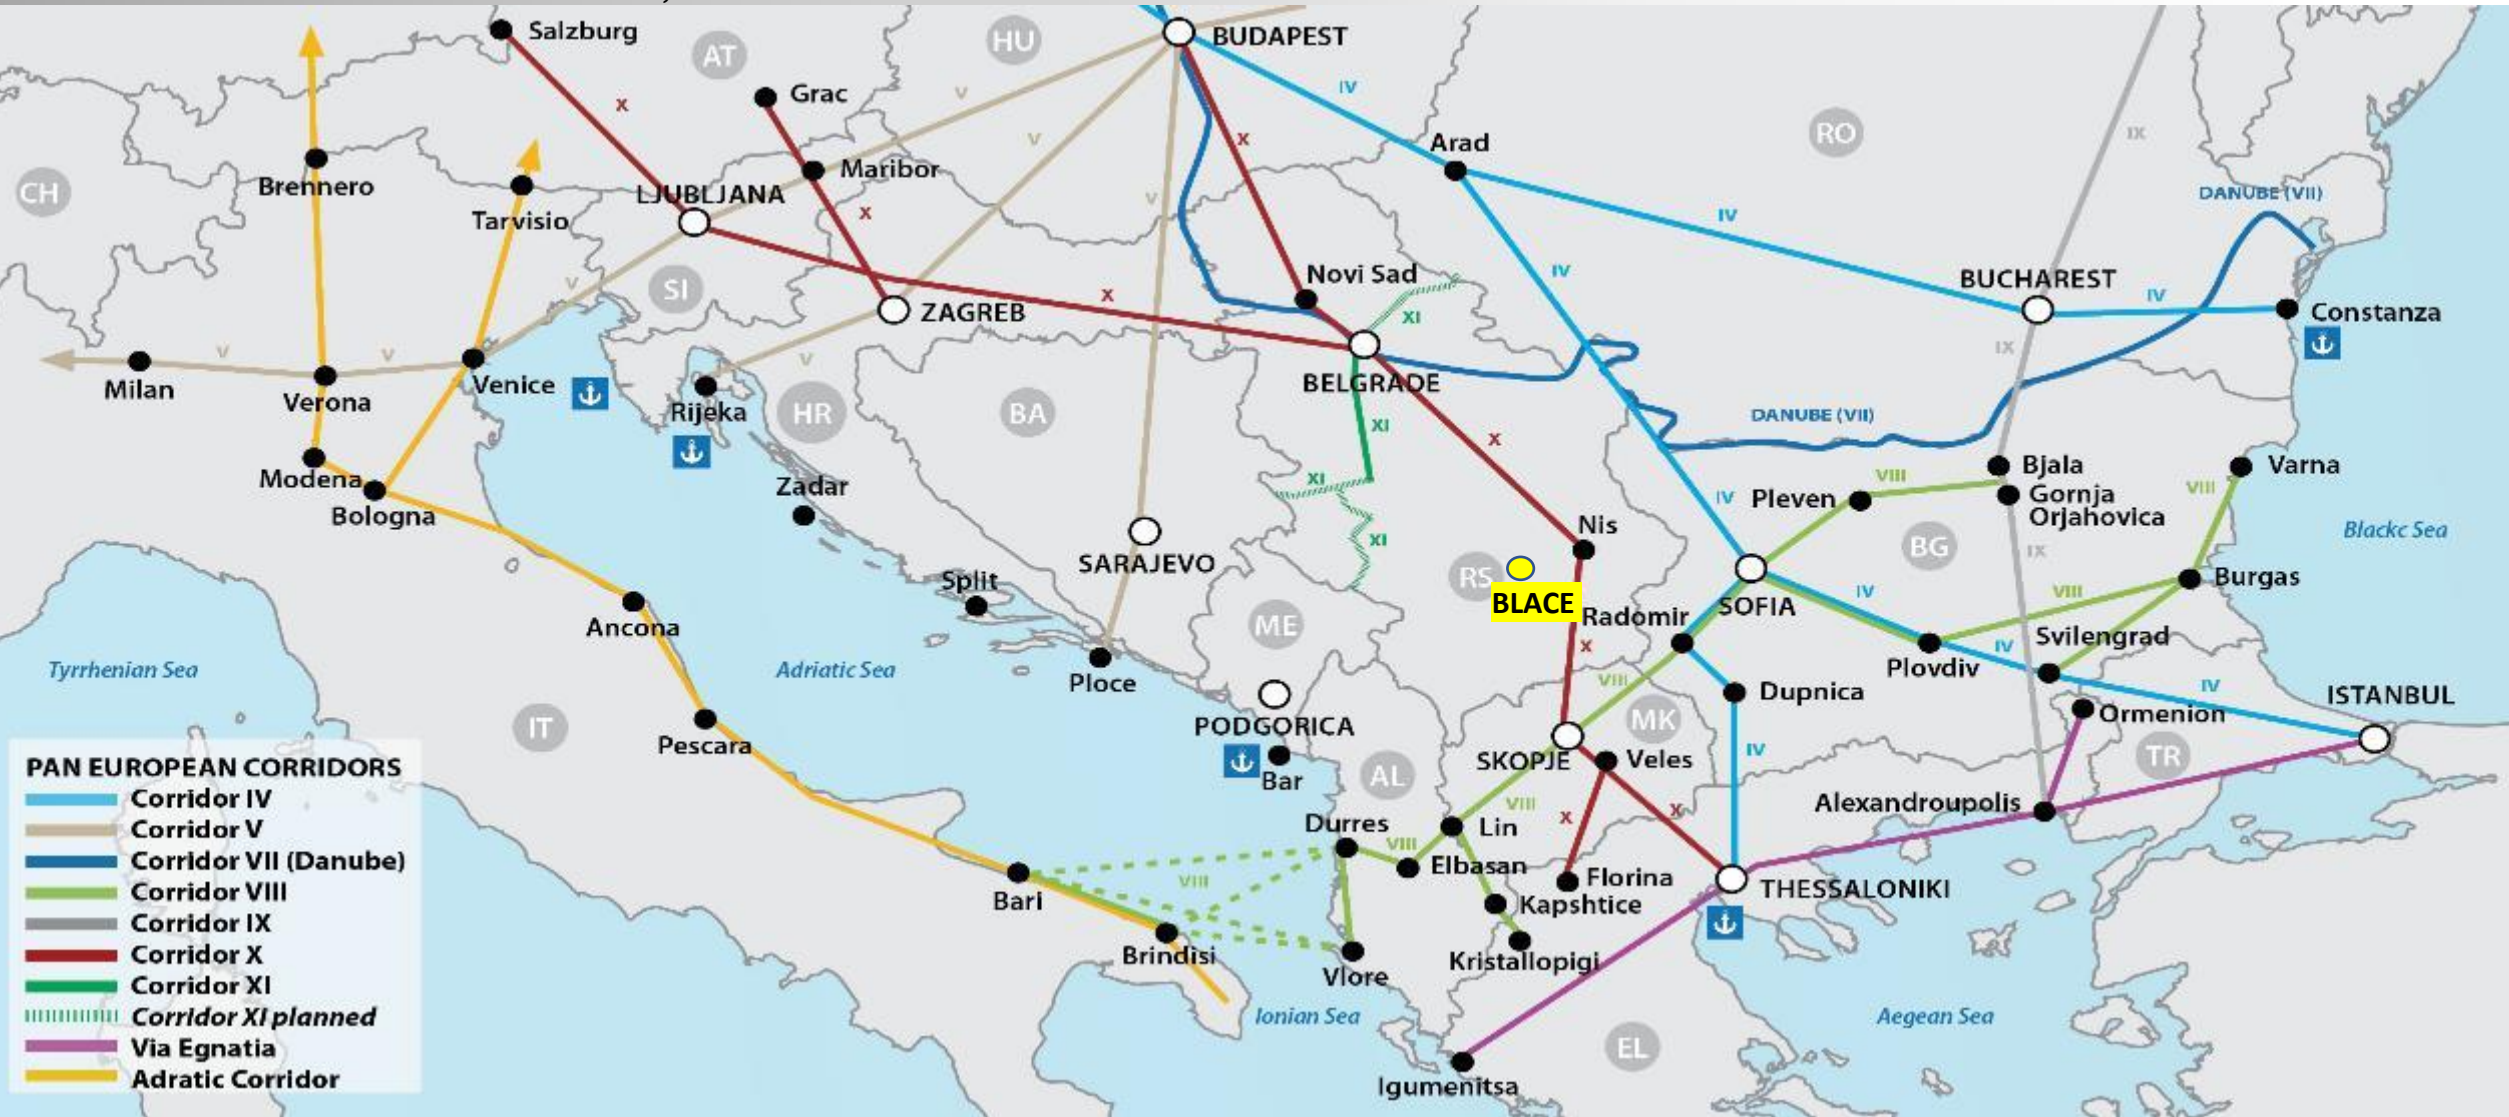 Salzburg
AT
HU
BUDAPEST
Grac
X
V
IV
V
X
Arad
RO
IX
Brennero
CH
Maribor
LJUBLJANA
Tarvisio
X
V
IV
DANUBE (VII)
SI
V
Novi Sad
IV
BUCHAREST
X
XI
IV
ZAGREB
Constanza
V
V
V
IX
Milan
Verona
Venice
Rijeka
HR
BA
BELGRADE
XI
X
DANUBE (VII)
Modena
Zadar
XI
VIII
Bjala
VIII
Varna
Bologna
IV
Pleven
Gornja
Orjahovica
Nis
XI
BG
IX
Blackc Sea
SARAJEVO
Split
RS
BLACE
Radomir
SOFIA
IV
VIII
Burgas
Ancona
ME
X
IV
Svilengrad
Tyrrhenian Sea
Adriatic Sea
Ploce
VIII
Plovdiv
Dupnica
IV
ISTANBUL
IT
Pescara
PODGORICA
MK
Ormenion
Bar
AL
SKOPJE
Veles
IV
TR
PAN EUROPEAN CORRIDORS
Corridor IV
Corridor V
Corridor VII (Danube)
Corridor VIII
Corridor IX
Corridor X
Corridor XI
Corridor XI planned
Via Egnatia
Adratic Corridor
Durres
VIII
Lin
VIII
X
X
Alexandroupolis
Elbasan
VIII
Bari
Florina
THESSALONIKI
Kapshtice
Brindisi
Vlore
Kristallopigi
Ionian Sea
Aegean Sea
EL
Igumenitsa